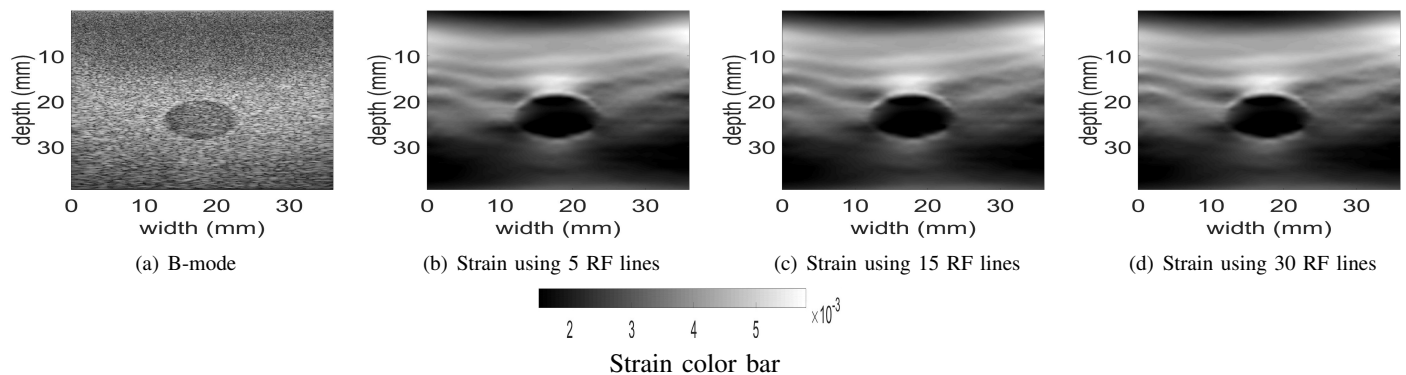 depth (mm)
10
20
30
0 10 20 30
width (mm)
(a) B-mode
depth (mm)
10
20
30
0 10 20 30
width (mm)
(b) Strain using 5 RF lines
depth (mm)
10
20
30
0 10 20 30
width (mm)
(c) Strain using 15 RF lines
depth (mm)
10
20
30
0 10 20 30
width (mm)
(d) Strain using 30 RF lines
2 3 4 5 ×10⁻³
Strain color bar